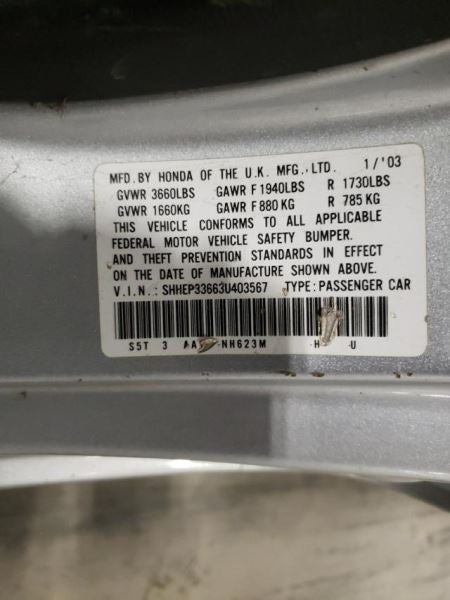 MFD. BY HONDA OF THE U.K. MFG., LTD. 1/'03
GVWR 3660LBS GAWR F 1940LBS R 1730LBS
GVWR 1660KG GAWR F 880 KG R 785 KG
THIS VEHICLE CONFORMS TO ALL APPLICABLE
FEDERAL MOTOR VEHICLE SAFETY BUMPER.
AND THEFT PREVENTION STANDARDS IN EFFECT
ON THE DATE OF MANUFACTURE SHOWN ABOVE.
V.I.N.: SHHEP33663U403567 TYPE: PASSENGER CAR
S5T 3 NH623M U